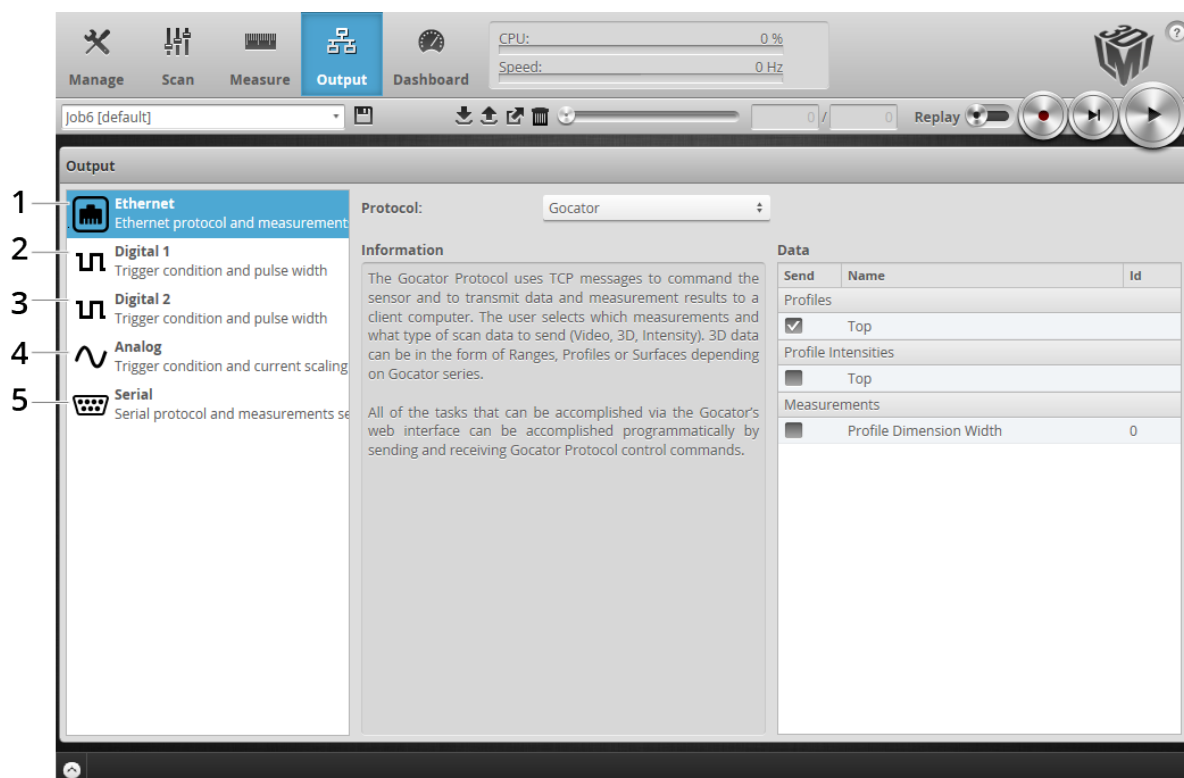 Manage
Scan
Measure
Output
Dashboard
CPU: 0 %
Speed: 0 Hz
?
Job6 [default]
0 / 0
Replay
Output
1
Ethernet
Ethernet protocol and measurement
2
Digital 1
Trigger condition and pulse width
3
Digital 2
Trigger condition and pulse width
4
Analog
Trigger condition and current scaling
5
Serial
Serial protocol and measurements se
Protocol: Gocator
Information
The Gocator Protocol uses TCP messages to command the
sensor and to transmit data and measurement results to a
client computer. The user selects which measurements and
what type of scan data to send (Video, 3D, Intensity). 3D data
can be in the form of Ranges, Profiles or Surfaces depending
on Gocator series.
All of the tasks that can be accomplished via the Gocator's
web interface can be accomplished programmatically by
sending and receiving Gocator Protocol control commands.
Data
Send Name Id
Profiles
Top
Profile Intensities
Top
Measurements
Profile Dimension Width 0